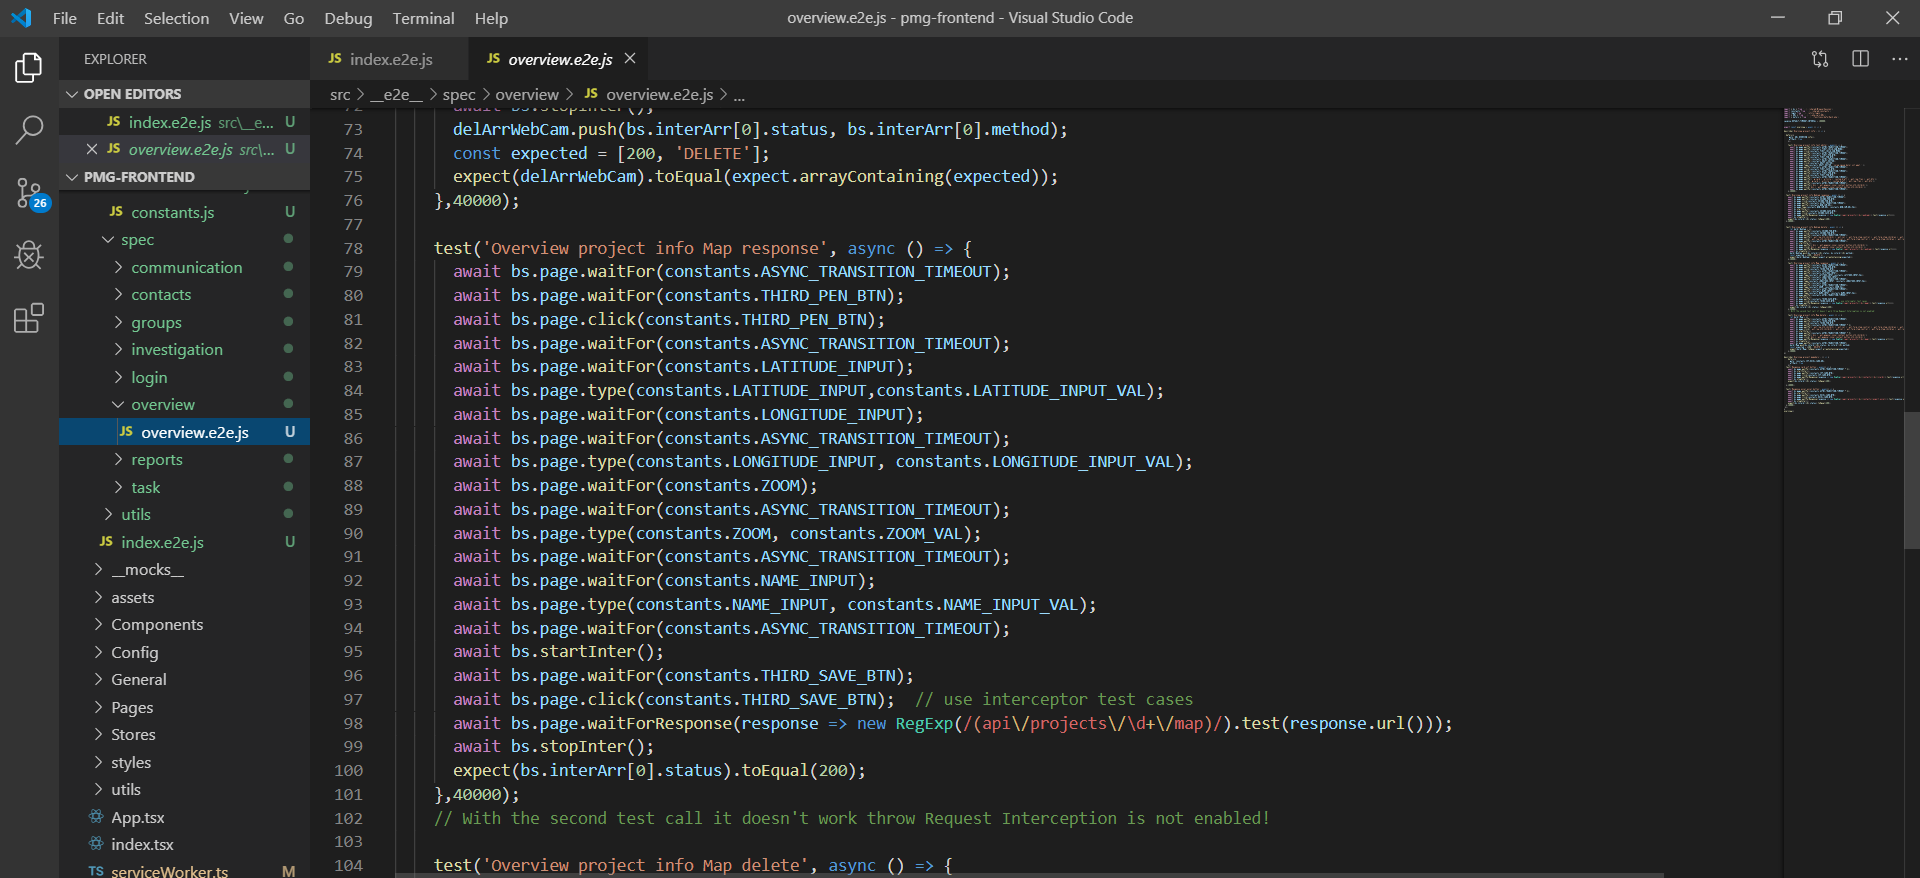 File Edit Selection View Go Debug Terminal Help
overview.e2e.js - pmg-frontend - Visual Studio Code
EXPLORER
JS index.e2e.js
JS overview.e2e.js
OPEN EDITORS
JS index.e2e.js src\__e... U
JS overview.e2e.js src\... U
PMG-FRONTEND
26
JS constants.js U
spec
communication
contacts
groups
investigation
login
overview
JS overview.e2e.js U
reports
task
utils
JS index.e2e.js U
__mocks__
assets
Components
Config
General
Pages
Stores
styles
utils
App.tsx
index.tsx
TS serviceWorker.ts M
src > __e2e__ > spec > overview > JS overview.e2e.js > ...
72 await bs.stopInter();
73 delArrWebCam.push(bs.interArr[0].status, bs.interArr[0].method);
74 const expected = [200, 'DELETE'];
75 expect(delArrWebCam).toEqual(expect.arrayContaining(expected));
76 },40000);
77
78 test('Overview project info Map response', async () => {
79 await bs.page.waitFor(constants.ASYNC_TRANSITION_TIMEOUT);
80 await bs.page.waitFor(constants.THIRD_PEN_BTN);
81 await bs.page.click(constants.THIRD_PEN_BTN);
82 await bs.page.waitFor(constants.ASYNC_TRANSITION_TIMEOUT);
83 await bs.page.waitFor(constants.LATITUDE_INPUT);
84 await bs.page.type(constants.LATITUDE_INPUT,constants.LATITUDE_INPUT_VAL);
85 await bs.page.waitFor(constants.LONGITUDE_INPUT);
86 await bs.page.waitFor(constants.ASYNC_TRANSITION_TIMEOUT);
87 await bs.page.type(constants.LONGITUDE_INPUT, constants.LONGITUDE_INPUT_VAL);
88 await bs.page.waitFor(constants.ZOOM);
89 await bs.page.waitFor(constants.ASYNC_TRANSITION_TIMEOUT);
90 await bs.page.type(constants.ZOOM, constants.ZOOM_VAL);
91 await bs.page.waitFor(constants.ASYNC_TRANSITION_TIMEOUT);
92 await bs.page.waitFor(constants.NAME_INPUT);
93 await bs.page.type(constants.NAME_INPUT, constants.NAME_INPUT_VAL);
94 await bs.page.waitFor(constants.ASYNC_TRANSITION_TIMEOUT);
95 await bs.startInter();
96 await bs.page.waitFor(constants.THIRD_SAVE_BTN);
97 await bs.page.click(constants.THIRD_SAVE_BTN); // use interceptor test cases
98 await bs.page.waitForResponse(response => new RegExp(/(api\/projects\/\d+\/map)/).test(response.url()));
99 await bs.stopInter();
100 expect(bs.interArr[0].status).toEqual(200);
101 },40000);
102 // With the second test call it doesn't work throw Request Interception is not enabled!
103
104 test('Overview project info Map delete', async () => {